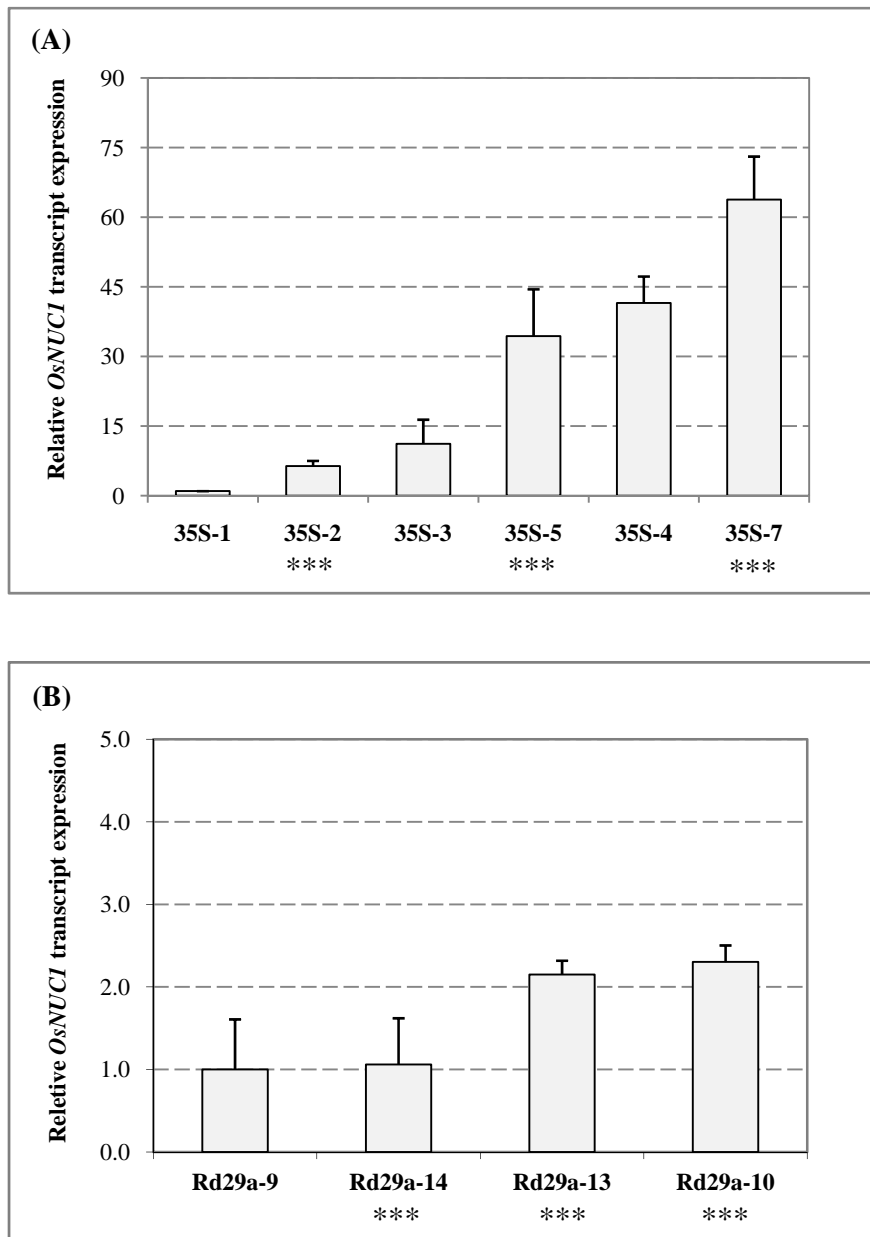 (A)
Relative OsNUC1 transcript expression
90
75
60
45
30
15
0
35S-1 35S-2 35S-3 35S-5 35S-4 35S-7
*** *** ***
(B)
Reletive OsNUC1 transcript expression
5.0
4.0
3.0
2.0
1.0
0.0
Rd29a-9 Rd29a-14 Rd29a-13 Rd29a-10
*** *** ***